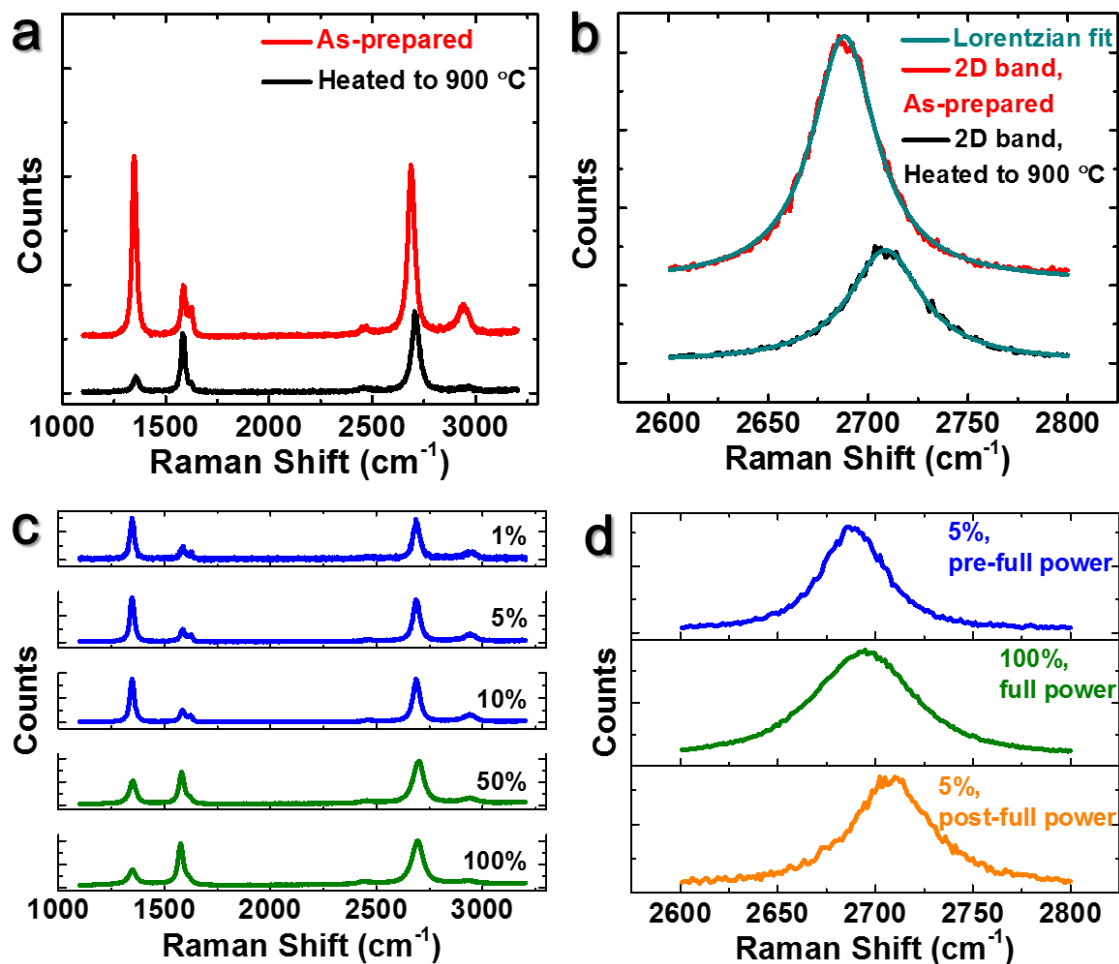 a
As-prepared
Heated to 900 °C
Counts
1000 1500 2000 2500 3000
Raman Shift (cm-1)
b
Lorentzian fit
2D band,
As-prepared
2D band,
Heated to 900 °C
Counts
2600 2650 2700 2750 2800
Raman Shift (cm-1)
c
1%
5%
10%
50%
100%
Counts
1000 1500 2000 2500 3000
Raman Shift (cm-1)
d
5%,
pre-full power
100%,
full power
5%,
post-full power
Counts
2600 2650 2700 2750 2800
Raman Shift (cm-1)